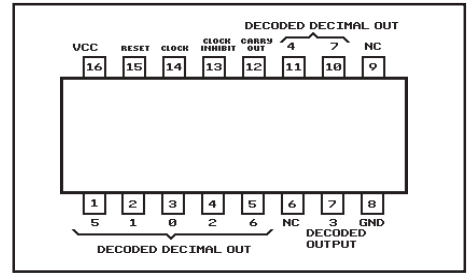 DECODED DECIMAL OUT
VCC RESET CLOCK CLOCK INHIBIT CARRY OUT 4 7 NC
16 15 14 13 12 11 10 9
1 2 3 4 5 6 7 8
5 1 0 2 6 NC 3 GND
DECODED DECIMAL OUT
DECODED
OUTPUT